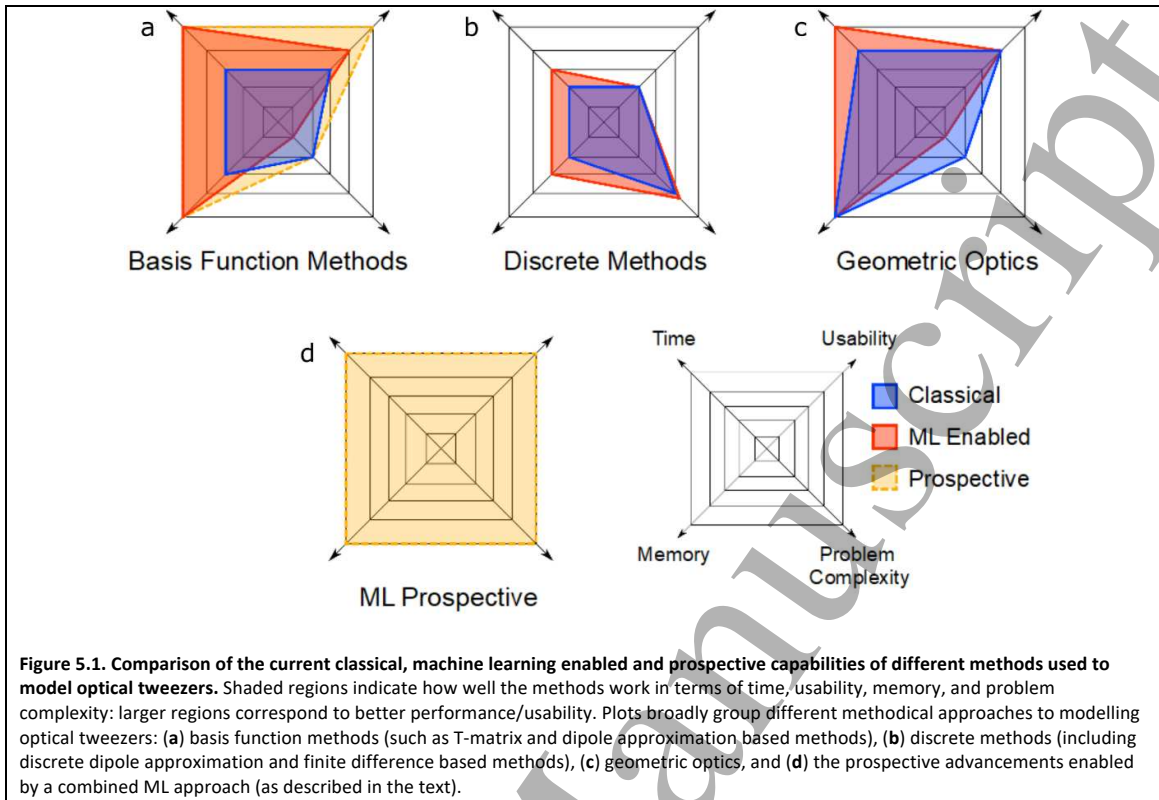 a
b
c
Basis Function Methods
Discrete Methods
Geometric Optics
d
ML Prospective
Time
Usability
Memory
Problem
Complexity
Classical
ML Enabled
Prospective
Figure 5.1. Comparison of the current classical, machine learning enabled and prospective capabilities of different methods used to
model optical tweezers. Shaded regions indicate how well the methods work in terms of time, usability, memory, and problem
complexity: larger regions correspond to better performance/usability. Plots broadly group different methodical approaches to modelling
optical tweezers: (a) basis function methods (such as T-matrix and dipole approximation based methods), (b) discrete methods (including
discrete dipole approximation and finite difference based methods), (c) geometric optics, and (d) the prospective advancements enabled
by a combined ML approach (as described in the text).
Manuscript